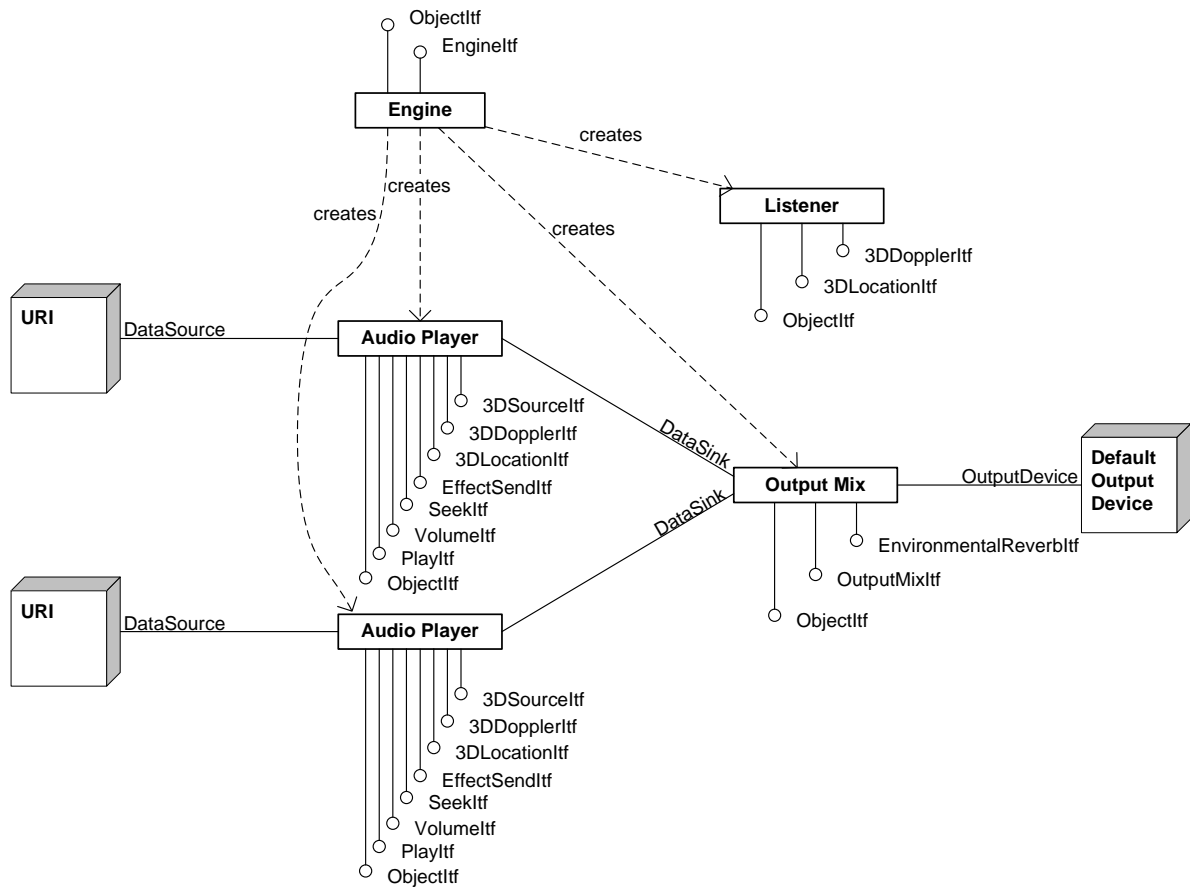 ObjectItf
EngineItf
Engine
creates
creates
creates
creates
Listener
3DDopplerItf
3DLocationItf
ObjectItf
URI
DataSource
Audio Player
3DSourceItf
3DDopplerItf
3DLocationItf
EffectSendItf
SeekItf
VolumeItf
PlayItf
ObjectItf
DataSink
DataSink
Output Mix
OutputDevice
Default
Output
Device
EnvironmentalReverbItf
OutputMixItf
ObjectItf
URI
DataSource
Audio Player
3DSourceItf
3DDopplerItf
3DLocationItf
EffectSendItf
SeekItf
VolumeItf
PlayItf
ObjectItf